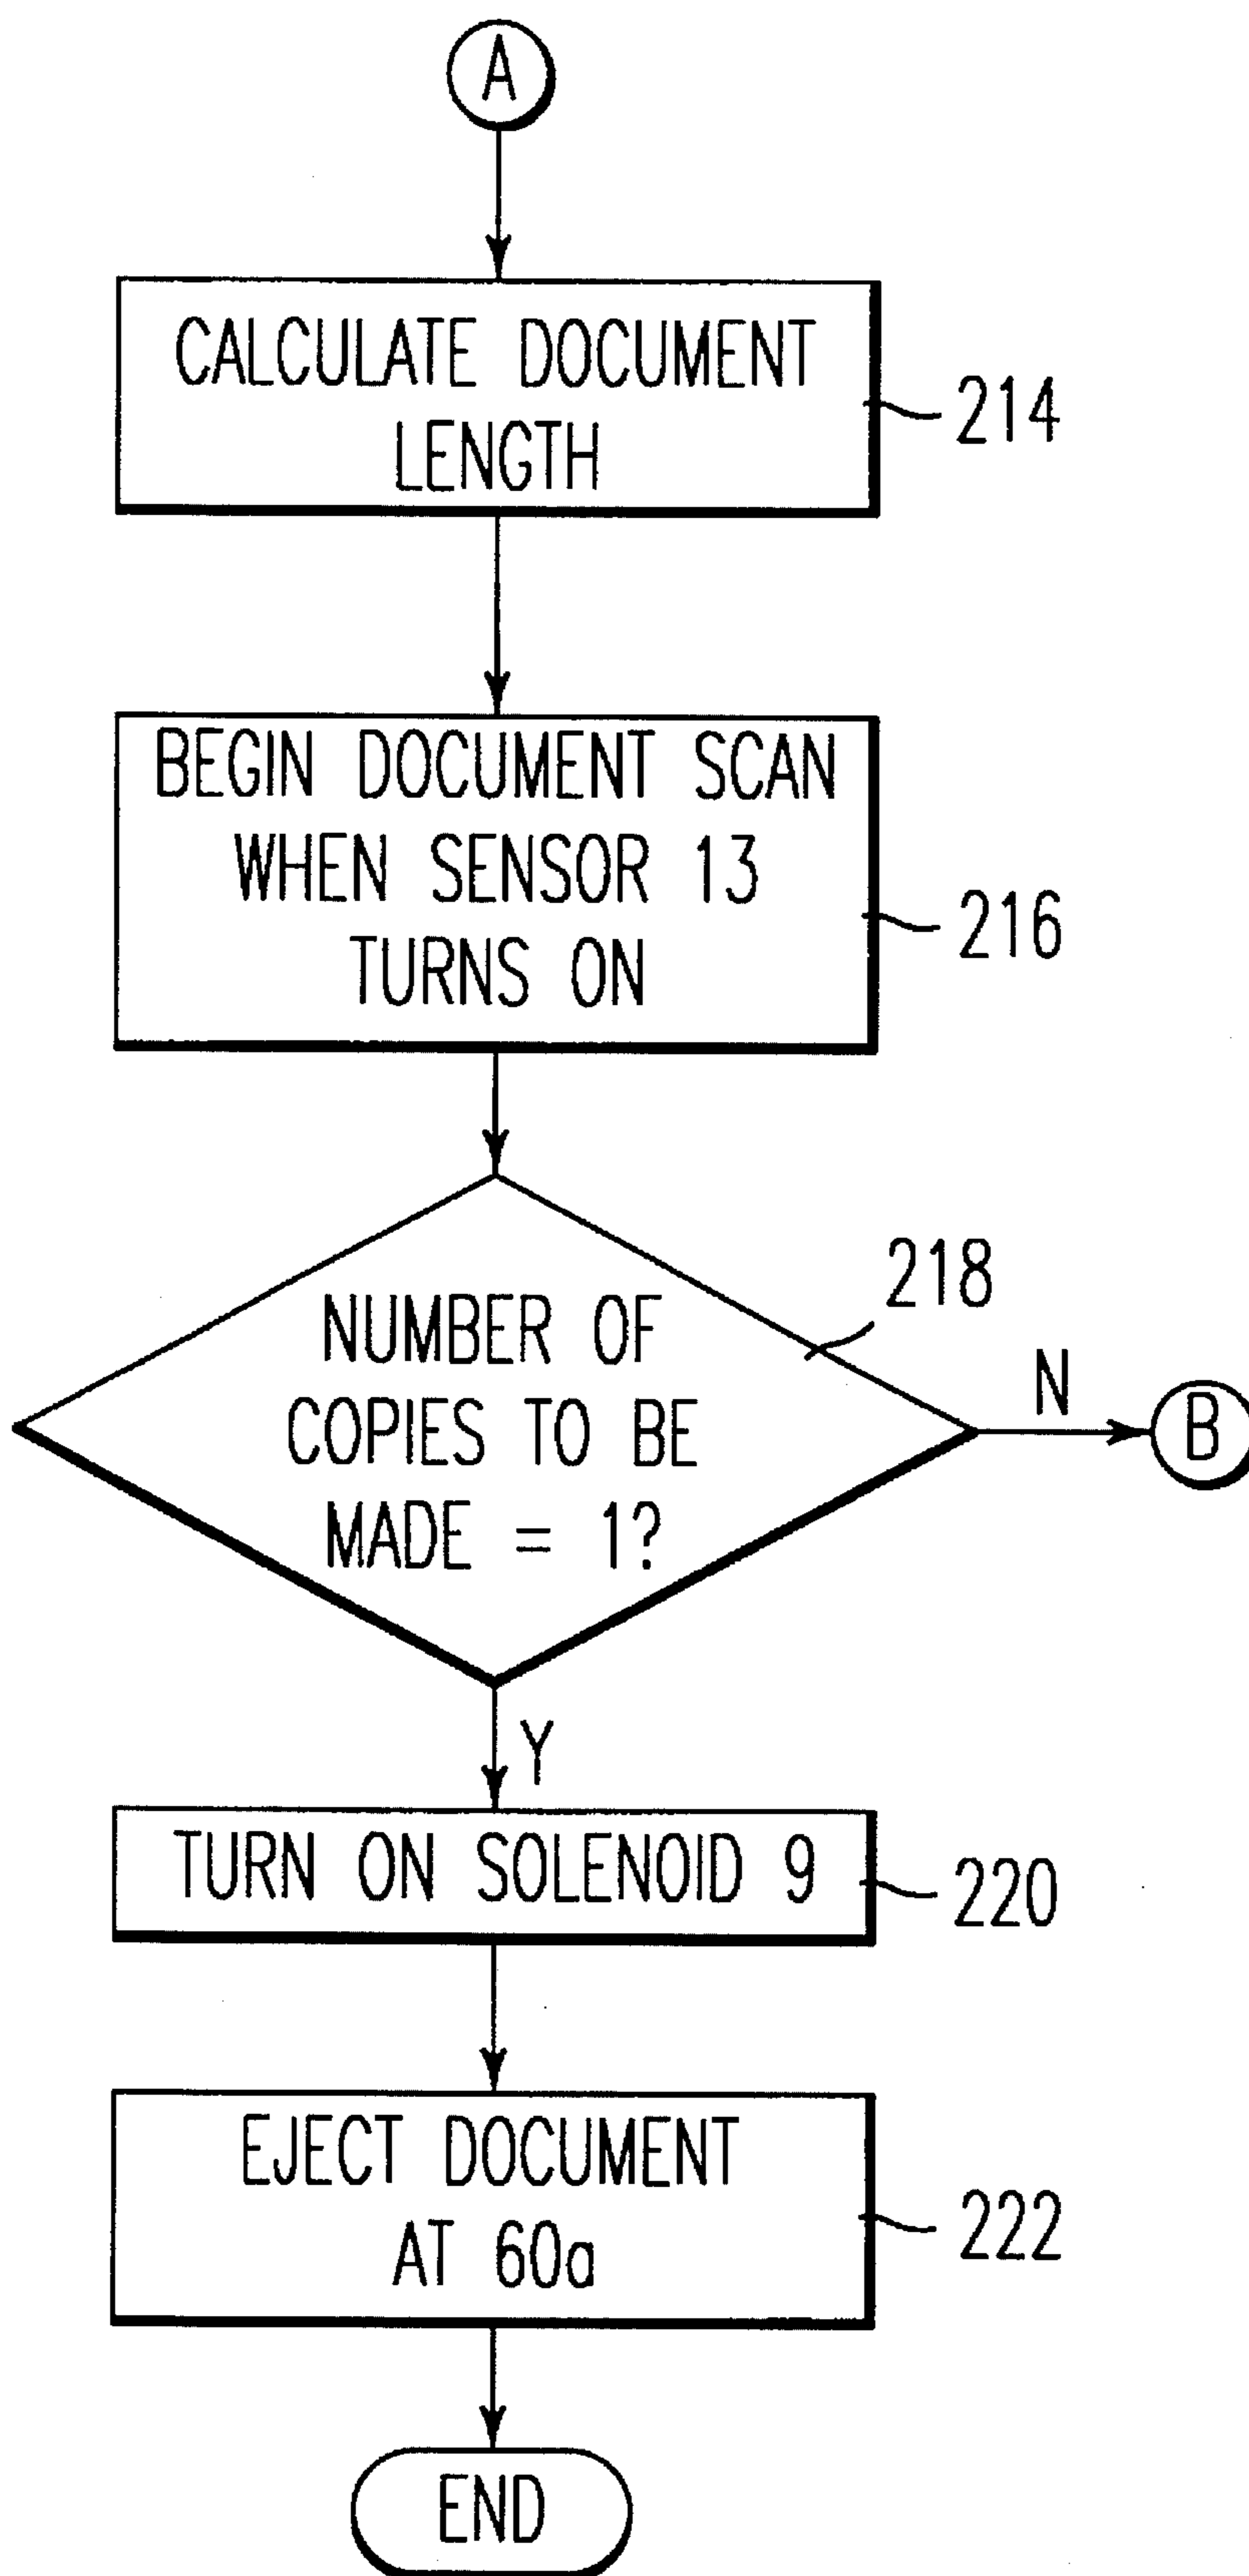 A
CALCULATE DOCUMENT
LENGTH
214
BEGIN DOCUMENT SCAN
WHEN SENSOR 13
TURNS ON
216
218
NUMBER OF
COPIES TO BE
MADE = 1?
N
B
Y
TURN ON SOLENOID 9
220
EJECT DOCUMENT
AT 60a
222
END